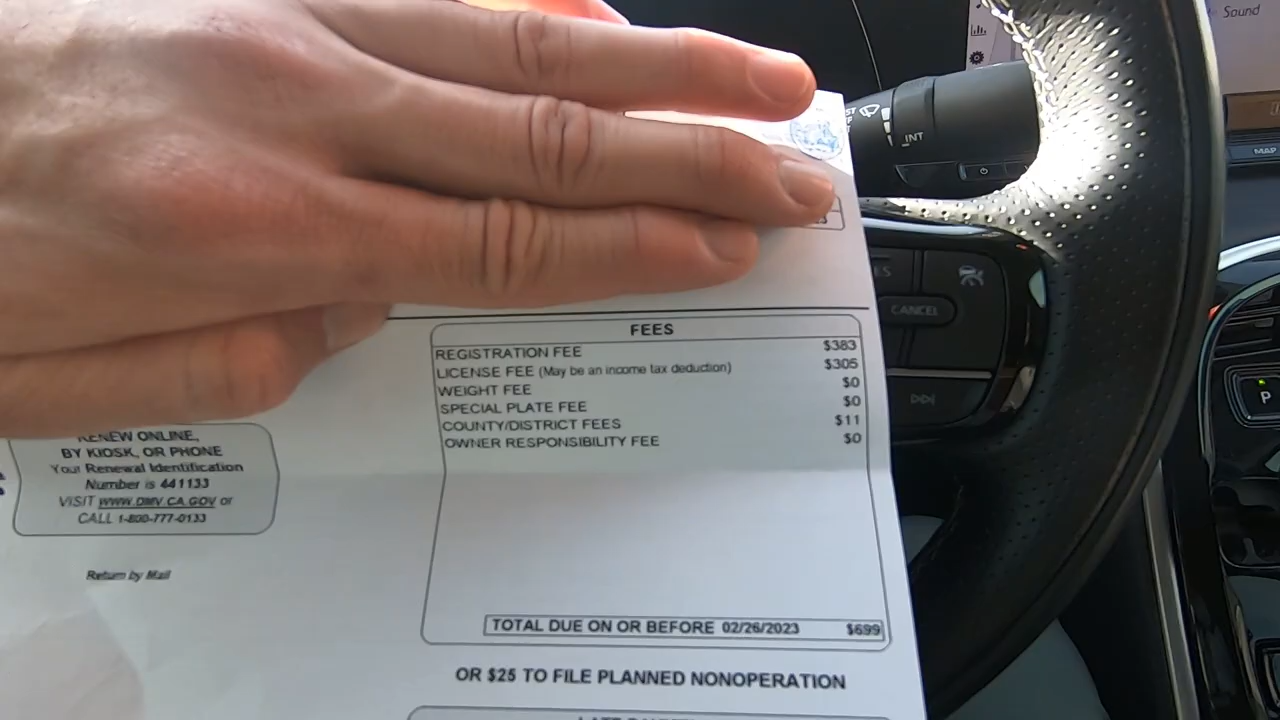 Sound
INT
MAP
CANCEL
P
FEES
REGISTRATION FEE $383
LICENSE FEE (May be an income tax deduction) $305
WEIGHT FEE $0
SPECIAL PLATE FEE $0
COUNTY/DISTRICT FEES $11
OWNER RESPONSIBILITY FEE $0
TOTAL DUE ON OR BEFORE 02/26/2023 $699
OR $25 TO FILE PLANNED NONOPERATION
RENEW ONLINE,
BY KIOSK, OR PHONE
Your Renewal Identification
Number is 441133
VISIT WWW.DMV.CA.GOV or
CALL 1-800-777-0133
Return by Mail